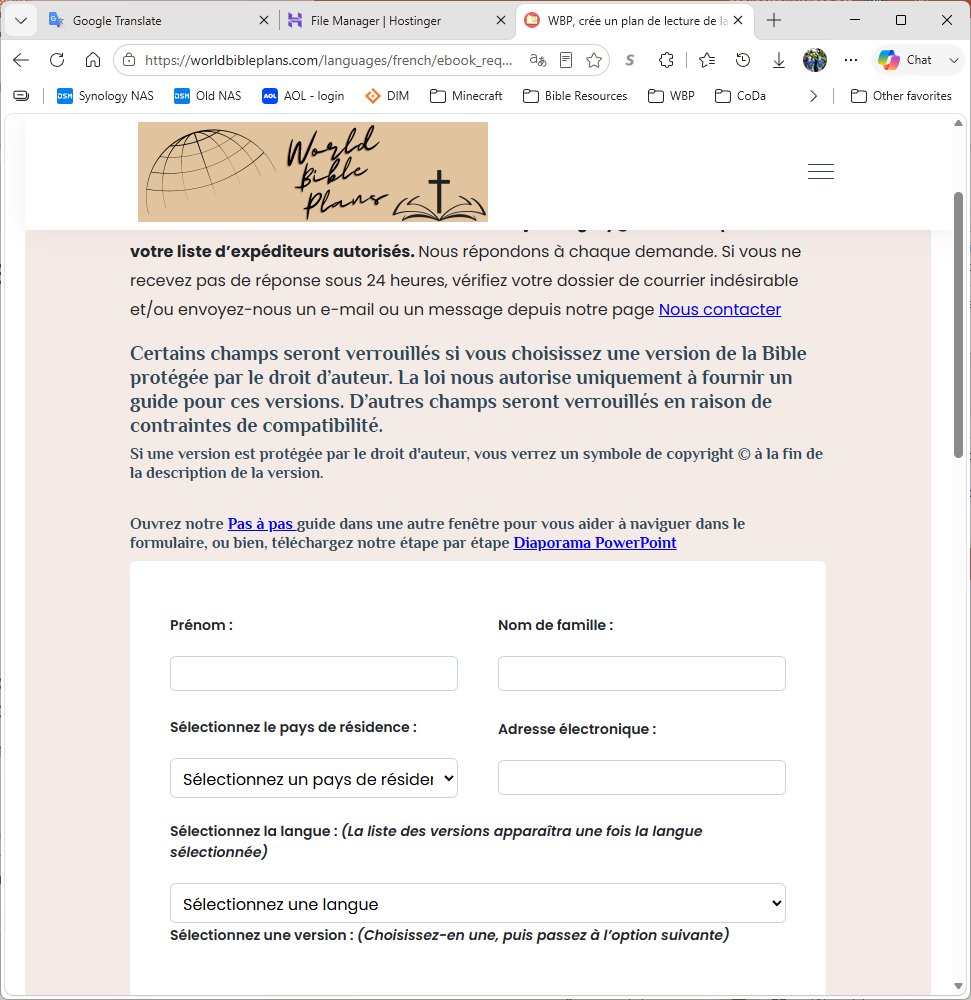 Google Translate
File Manager | Hostinger
WBP, crée un plan de lecture de la
https://worldbibleplans.com/languages/french/ebook_req...
Chat
Synology NAS
Old NAS
AOL - login
DIM
Minecraft
Bible Resources
WBP
CoDa
Other favorites
World
Bible
Plans
votre liste d’expéditeurs autorisés. Nous répondons à chaque demande. Si vous ne
recevez pas de réponse sous 24 heures, vérifiez votre dossier de courrier indésirable
et/ou envoyez-nous un e-mail ou un message depuis notre page Nous contacter
Certains champs seront verrouillés si vous choisissez une version de la Bible
protégée par le droit d’auteur. La loi nous autorise uniquement à fournir un
guide pour ces versions. D’autres champs seront verrouillés en raison de
contraintes de compatibilité.
Si une version est protégée par le droit d'auteur, vous verrez un symbole de copyright © à la fin de
la description de la version.
Ouvrez notre Pas à pas guide dans une autre fenêtre pour vous aider à naviguer dans le
formulaire, ou bien, téléchargez notre étape par étape Diaporama PowerPoint
Prénom :
Nom de famille :
Sélectionnez le pays de résidence :
Adresse électronique :
Sélectionnez un pays de résider
Sélectionnez la langue : (La liste des versions apparaîtra une fois la langue
sélectionnée)
Sélectionnez une langue
Sélectionnez une version : (Choisissez-en une, puis passez à l’option suivante)